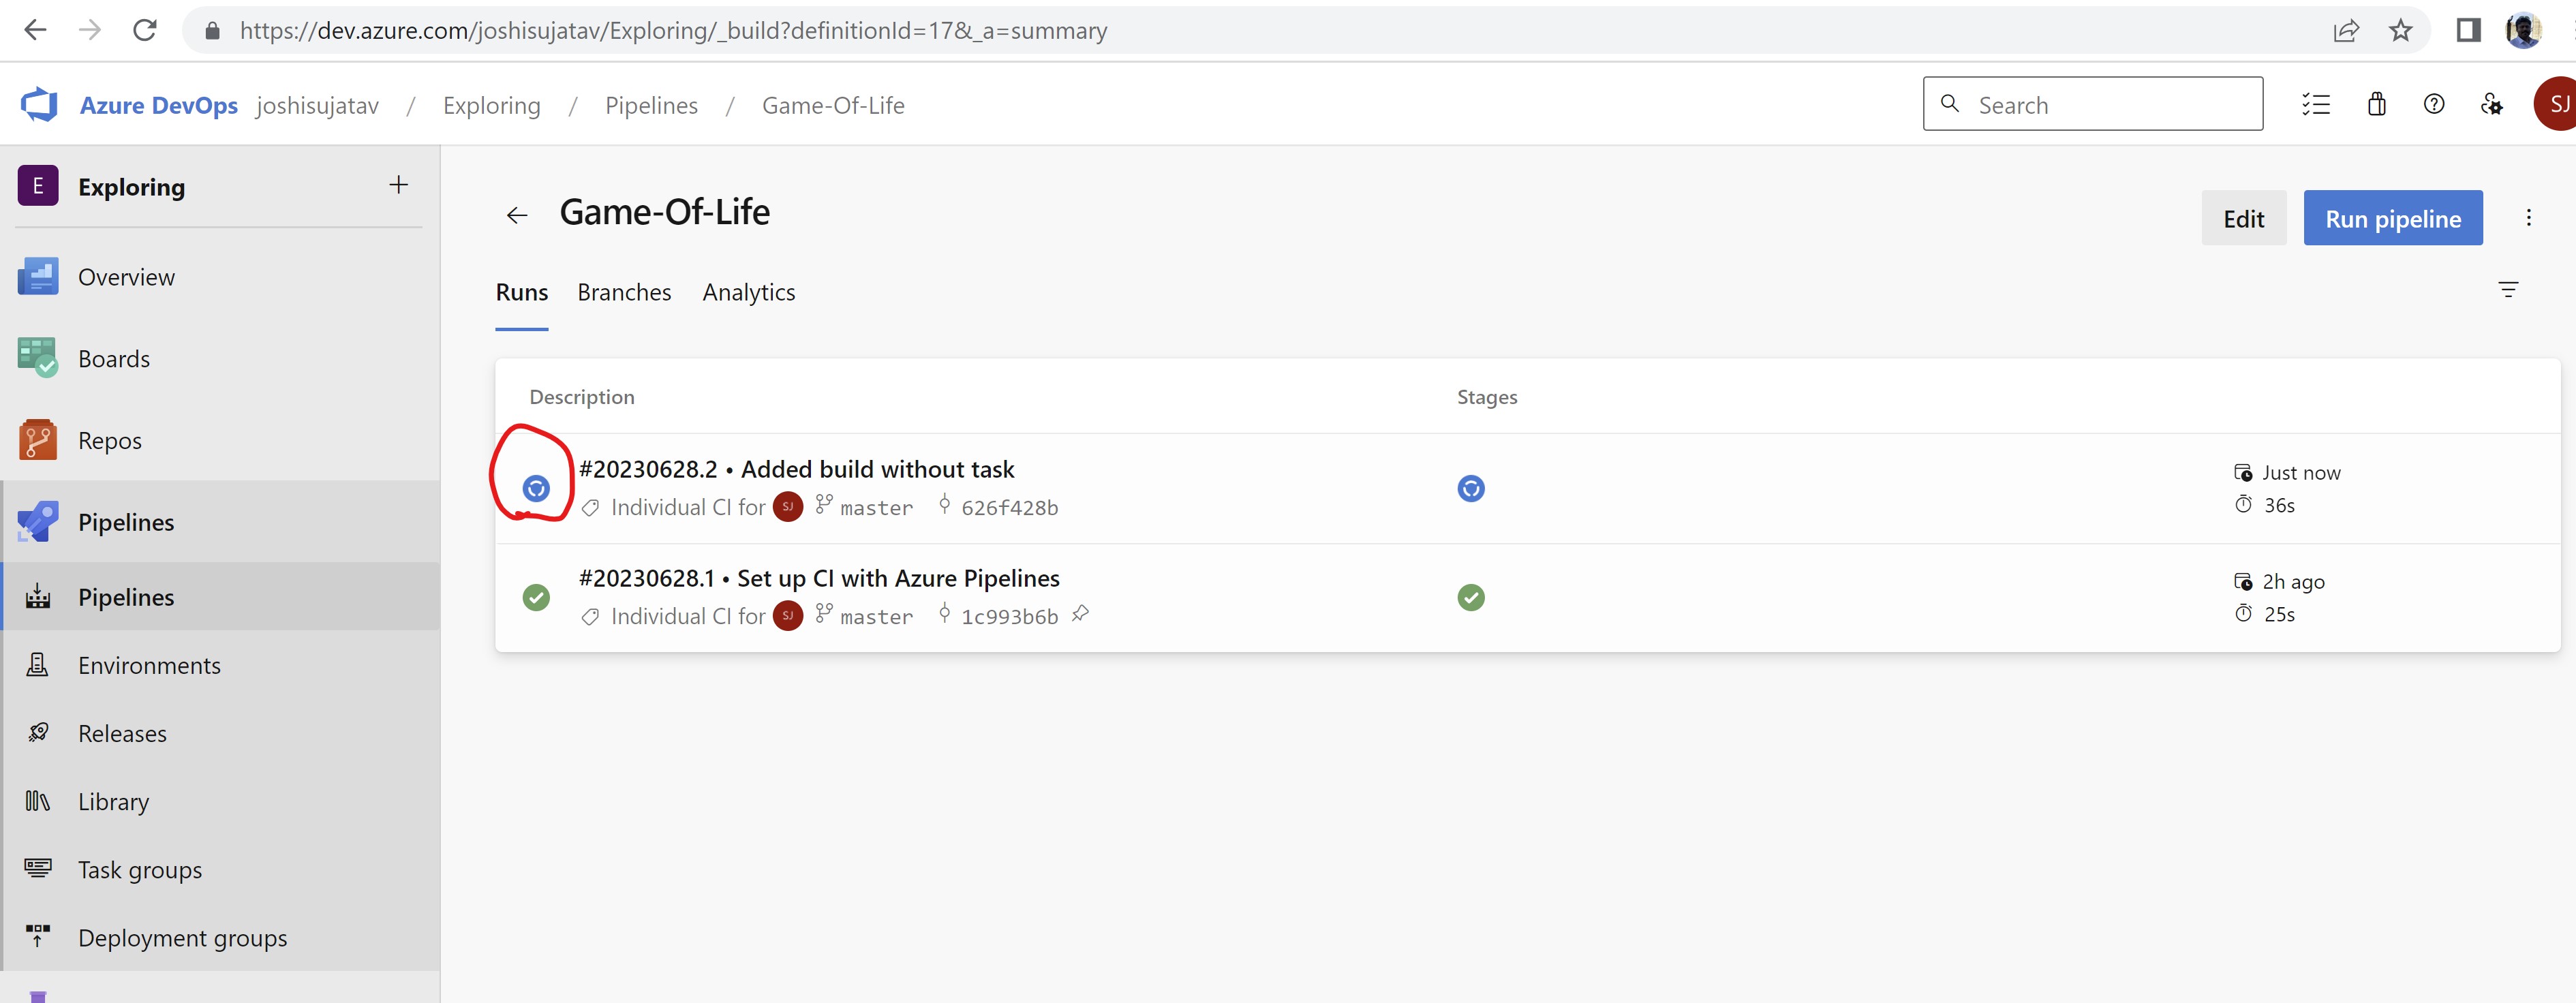 https://dev.azure.com/joshisujatav/Exploring/_build?definitionId=17&_a=summary
Azure DevOps joshisujatav / Exploring / Pipelines / Game-Of-Life
Search
SJ
E Exploring
Overview
Boards
Repos
Pipelines
Pipelines
Environments
Releases
Library
Task groups
Deployment groups
Game-Of-Life
Edit
Run pipeline
Runs Branches Analytics
Description Stages
#20230628.2 • Added build without task
Just now
Individual CI for SJ master 626f428b
36s
#20230628.1 • Set up CI with Azure Pipelines
2h ago
Individual CI for SJ master 1c993b6b
25s